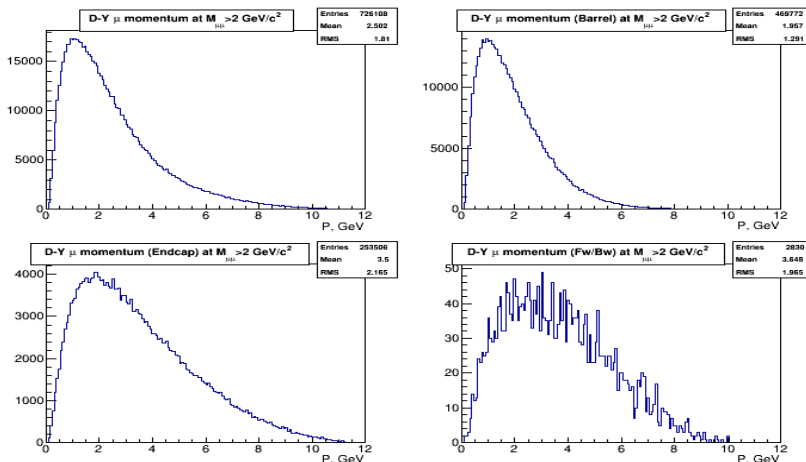 D-Y μ momentum at M_μμ >2 GeV/c²
Entries 726108
Mean 2.502
RMS 1.81
15000
10000
5000
0
0 2 4 6 8 10 12
P, GeV
D-Y μ momentum (Barrel) at M_μμ >2 GeV/c²
Entries 469772
Mean 1.957
RMS 1.291
10000
5000
0
0 2 4 6 8 10 12
P, GeV
D-Y μ momentum (Endcap) at M_μμ >2 GeV/c²
Entries 253506
Mean 3.5
RMS 2.165
4000
3000
2000
1000
0
0 2 4 6 8 10 12
P, GeV
D-Y μ momentum (Fw/Bw) at M_μμ >2 GeV/c²
Entries 2830
Mean 3.648
RMS 1.965
50
40
30
20
10
0
0 2 4 6 8 10 12
P, GeV